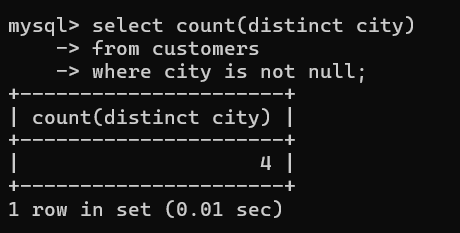 mysql> select count(distinct city)
    -> from customers
    -> where city is not null;
+----------------------+
| count(distinct city) |
+----------------------+
|                    4 |
+----------------------+
1 row in set (0.01 sec)